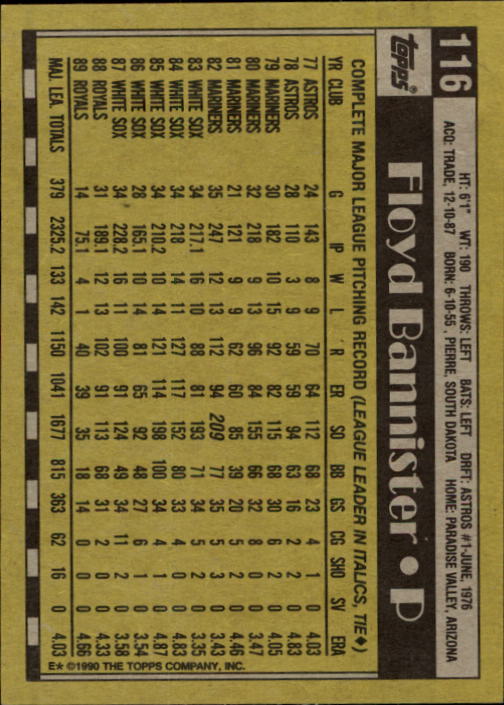 116
topps®
Floyd Bannister • P
HT: 6'1" WT: 190 THROWS: LEFT BATS: LEFT DRFT: ASTROS #1-JUNE, 1976
ACQ: TRADE, 12-10-87 BORN: 6-10-55, PIERRE, SOUTH DAKOTA HOME: PARADISE VALLEY, ARIZONA
COMPLETE MAJOR LEAGUE PITCHING RECORD (LEAGUE LEADER IN ITALICS, TIE♦)
YR CLUB G IP W L R ER SO BB GS CG SHO SV ERA
77 ASTROS 24 143 8 9 70 64 112 68 23 4 1 0 4.03
78 ASTROS 28 110 3 9 59 59 94 63 16 2 2 0 4.83
79 MARINERS 30 182 10 15 92 82 115 68 30 6 2 0 4.05
80 MARINERS 32 218 9 13 96 84 155 66 32 8 0 0 3.47
81 MARINERS 21 121 9 9 62 60 85 39 20 5 2 0 4.46
82 MARINERS 35 247 12 13 112 94 209 77 35 5 3 0 3.43
83 WHITE SOX 34 217.1 16 10 88 81 193 71 34 5 2 0 3.35
84 WHITE SOX 34 218 14 11 127 117 152 80 33 4 0 0 4.83
85 WHITE SOX 34 210.2 10 14 121 114 198 100 34 4 1 0 4.87
86 WHITE SOX 28 165.1 10 14 81 65 92 48 27 6 1 0 3.54
87 WHITE SOX 34 228.2 16 11 100 91 124 49 34 11 2 0 3.58
88 ROYALS 31 189.1 12 13 102 91 113 68 31 2 0 0 4.33
89 ROYALS 14 75.1 4 1 40 39 35 18 14 0 0 0 4.66
MAJ. LEA. TOTALS 379 2325.2 133 142 1150 1041 1677 815 363 62 16 0 4.03
E★ ©1990 THE TOPPS COMPANY, INC.